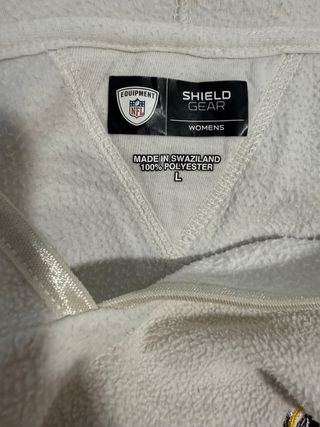 EQUIPMENT
NFL
SHIELD
GEAR
WOMENS
MADE IN SWAZILAND
100% POLYESTER
L